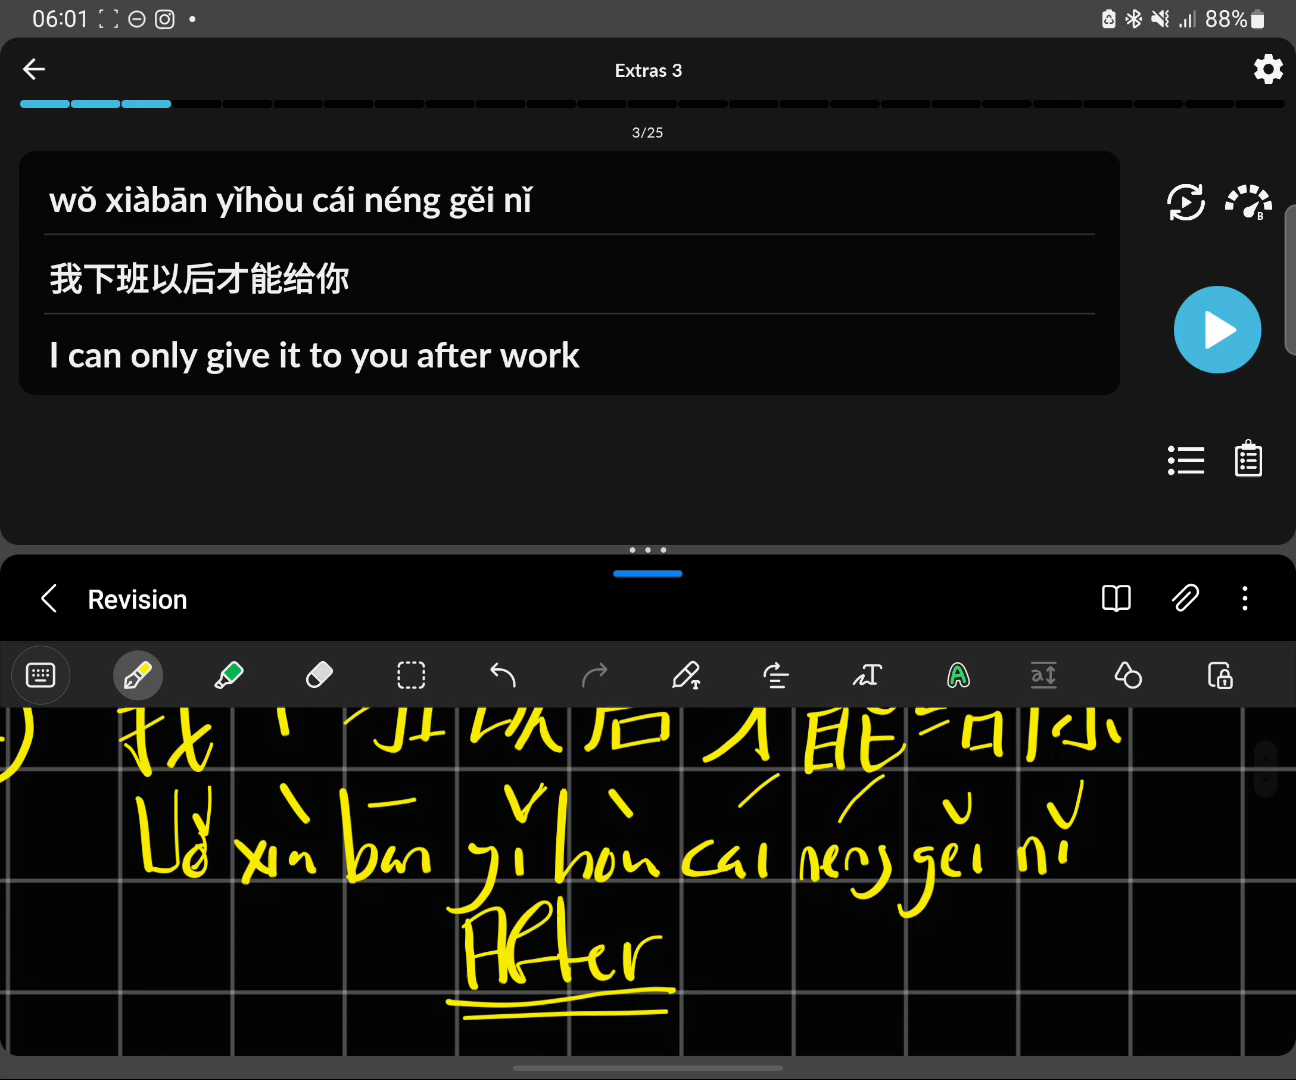 06:01 88%
Extras 3
3/25
wǒ xiàbān yǐhòu cái néng gěi nǐ
我下班以后才能给你
I can only give it to you after work
Revision
) 我下班以后才能给你
Wǒ xìa bān yǐ hòu cái néng gěi nǐ
After